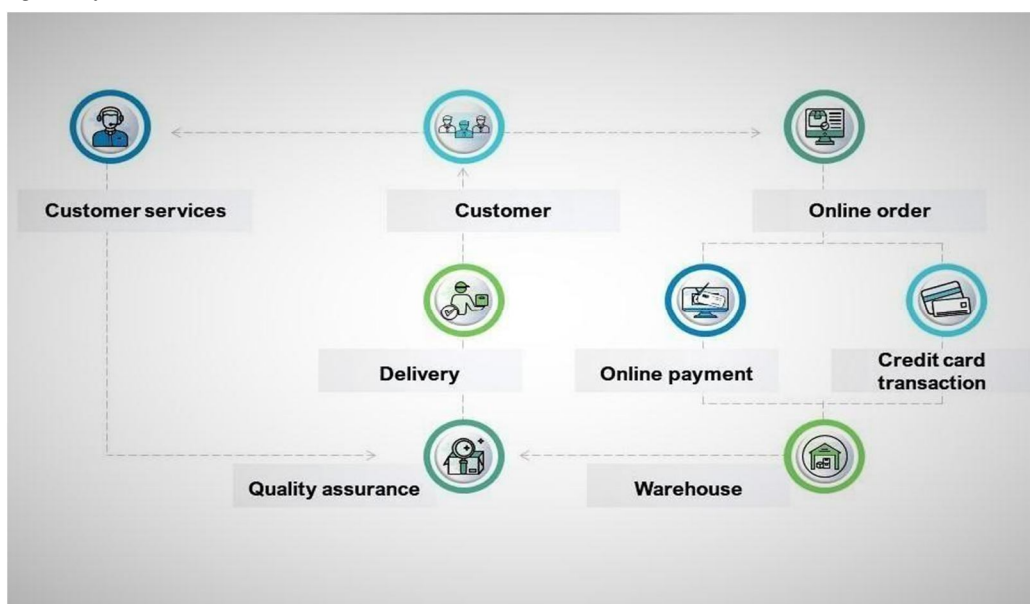 Customer services
Customer
Online order
Delivery
Online payment
Credit card
transaction
Quality assurance
Warehouse